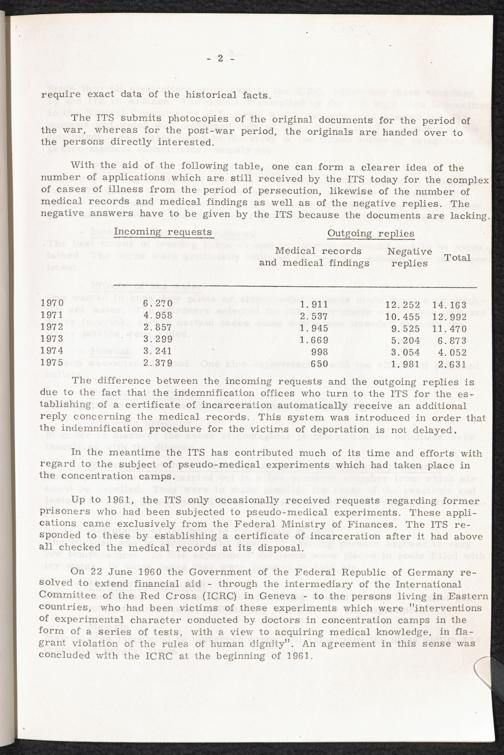 - 2 -
require exact data of the historical facts.
The ITS submits photocopies of the original documents for the period of
the war, whereas for the post-war period, the originals are handed over to
the persons directly interested.
With the aid of the following table, one can form a clearer idea of the
number of applications which are still received by the ITS today for the complex
of cases of illness from the period of persecution, likewise of the number of
medical records and medical findings as well as of the negative replies. The
negative answers have to be given by the ITS because the documents are lacking.
Incoming requests Outgoing replies
Medical records Negative Total
and medical findings replies
1970 6.270 1.911 12.252 14.163
1971 4.958 2.537 10.455 12.992
1972 2.857 1.945 9.525 11.470
1973 3.299 1.669 5.204 6.873
1974 3.241 998 3.054 4.052
1975 2.379 650 1.981 2.631
The difference between the incoming requests and the outgoing replies is
due to the fact that the indemnification offices who turn to the ITS for the es-
tablishing of a certificate of incarceration automatically receive an additional
reply concerning the medical records. This system was introduced in order that
the indemnification procedure for the victims of deportation is not delayed.
In the meantime the ITS has contributed much of its time and efforts with
regard to the subject of pseudo-medical experiments which had taken place in
the concentration camps.
Up to 1961, the ITS only occasionally received requests regarding former
prisoners who had been subjected to pseudo-medical experiments. These appli-
cations came exclusively from the Federal Ministry of Finances. The ITS re-
sponded to these by establishing a certificate of incarceration after it had above
all checked the medical records at its disposal.
On 22 June 1960 the Government of the Federal Republic of Germany re-
solved to extend financial aid - through the intermediary of the International
Committee of the Red Cross (ICRC) in Geneva - to the persons living in Eastern
countries, who had been victims of these experiments which were "interventions
of experimental character conducted by doctors in concentration camps in the
form of a series of tests, with a view to acquiring medical knowledge, in fla-
grant violation of the rules of human dignity". An agreement in this sense was
concluded with the ICRC at the beginning of 1961.